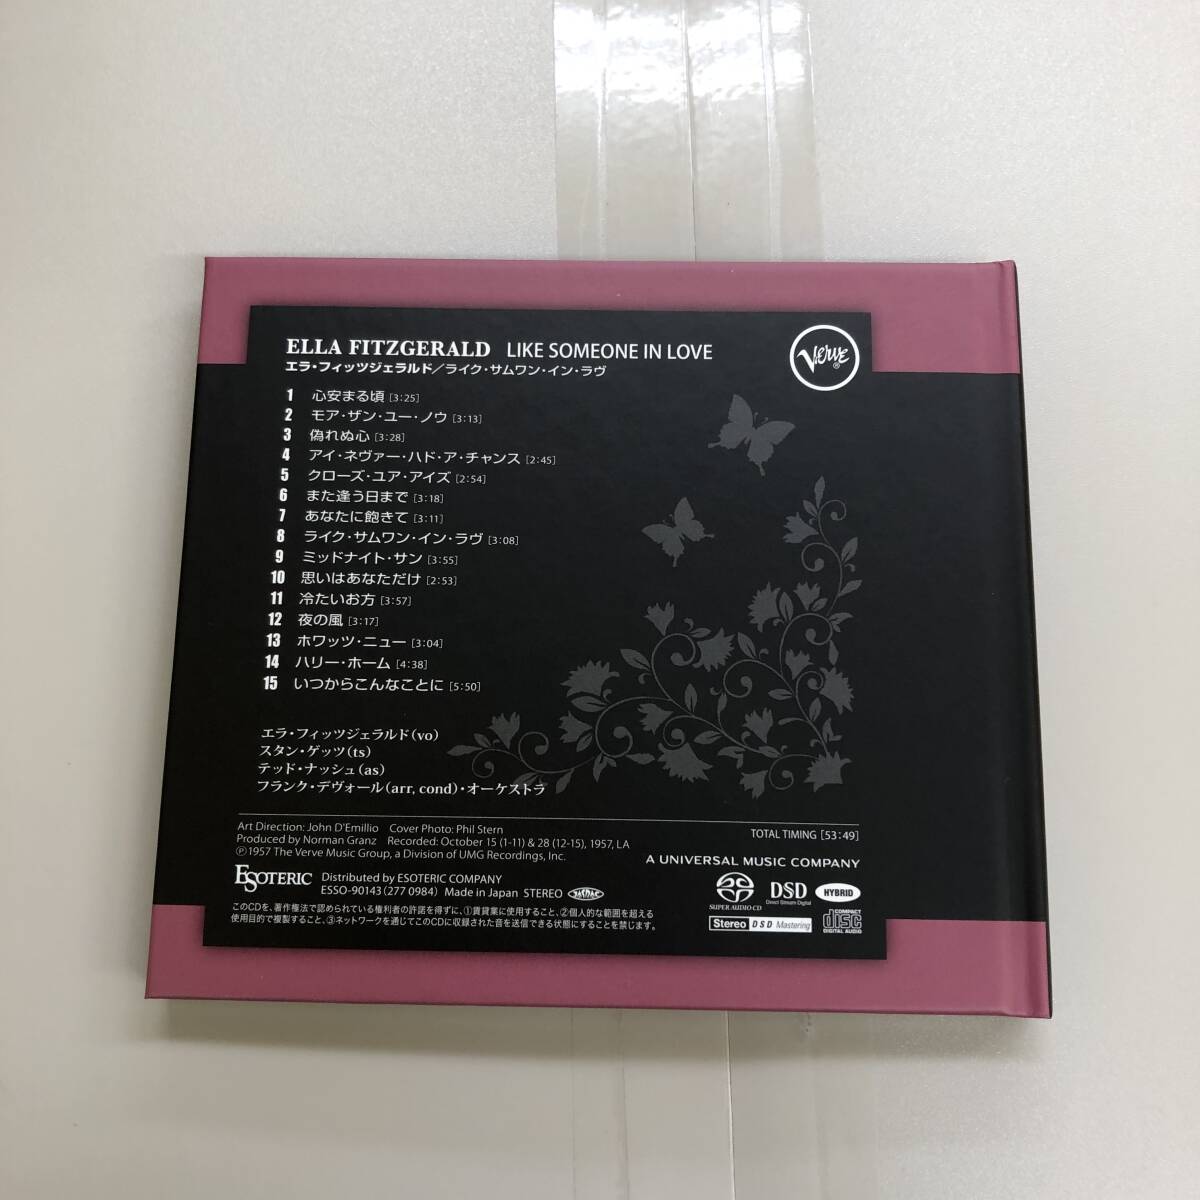 ELLA FITZGERALD LIKE SOMEONE IN LOVE
エラ・フィッツジェラルド/ライク・サムワン・イン・ラヴ
Verve®
1 心安まる頃 [3:25]
2 モア・ザン・ユー・ノウ [3:13]
3 偽れぬ心 [3:28]
4 アイ・ネヴァー・ハド・ア・チャンス [2:45]
5 クローズ・ユア・アイズ [2:54]
6 また逢う日まで [3:18]
7 あなたに飽きて [3:11]
8 ライク・サムワン・イン・ラヴ [3:08]
9 ミッドナイト・サン [3:55]
10 思いはあなただけ [2:53]
11 冷たいお方 [3:57]
12 夜の風 [3:17]
13 ホワッツ・ニュー [3:04]
14 ハリー・ホーム [4:38]
15 いつからこんなことに [5:50]
エラ・フィッツジェラルド(vo)
スタン・ゲッツ(ts)
テッド・ナッシュ(as)
フランク・デヴォール(arr, cond)・オーケストラ
Art Direction: John D'Emillio Cover Photo: Phil Stern
Produced by Norman Granz Recorded: October 15 (1-11) & 28 (12-15), 1957, LA
℗1957 The Verve Music Group, a Division of UMG Recordings, Inc.
TOTAL TIMING [53:49]
A UNIVERSAL MUSIC COMPANY
ESOTERIC Distributed by ESOTERIC COMPANY
ESSO-90143 (277 0984) Made in Japan STEREO JASRAC
このCDを、著作権法で認められている権利者の許諾を得ずに、①賃貸業に使用すること、②個人的な範囲を超える
使用目的で複製すること、③ネットワークを通じてこのCDに収録された音を送信できる状態にすることを禁じます。
SUPER AUDIO CD
DSD
Direct Stream Digital
HYBRID
Stereo DSD Mastering
COMPACT
disc
DIGITAL AUDIO